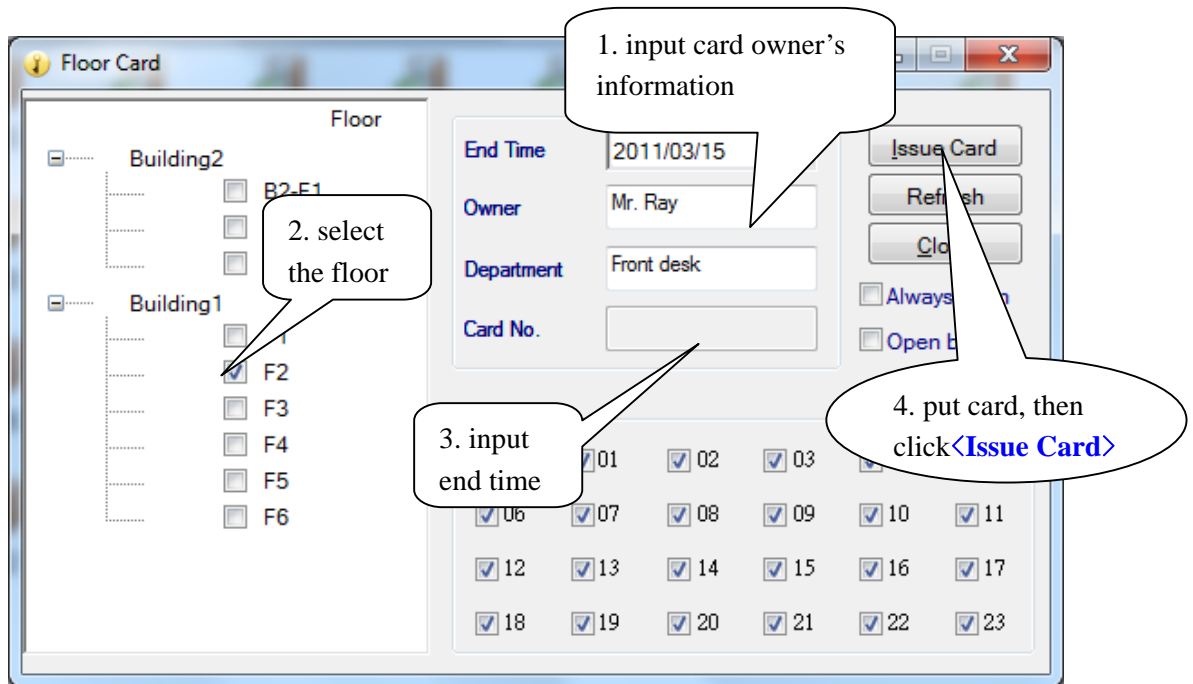 Floor Card
1. input card owner’s
information
Floor
Building2
B2-F1
2. select
the floor
Building1
F2
F3
F4
F5
F6
End Time
2011/03/15
Owner
Mr. Ray
Department
Front desk
Card No.
Issue Card
Refresh
Close
Always
Open
3. input
end time
4. put card, then
click<Issue Card>
01 02 03
06 07 08 09 10 11
12 13 14 15 16 17
18 19 20 21 22 23